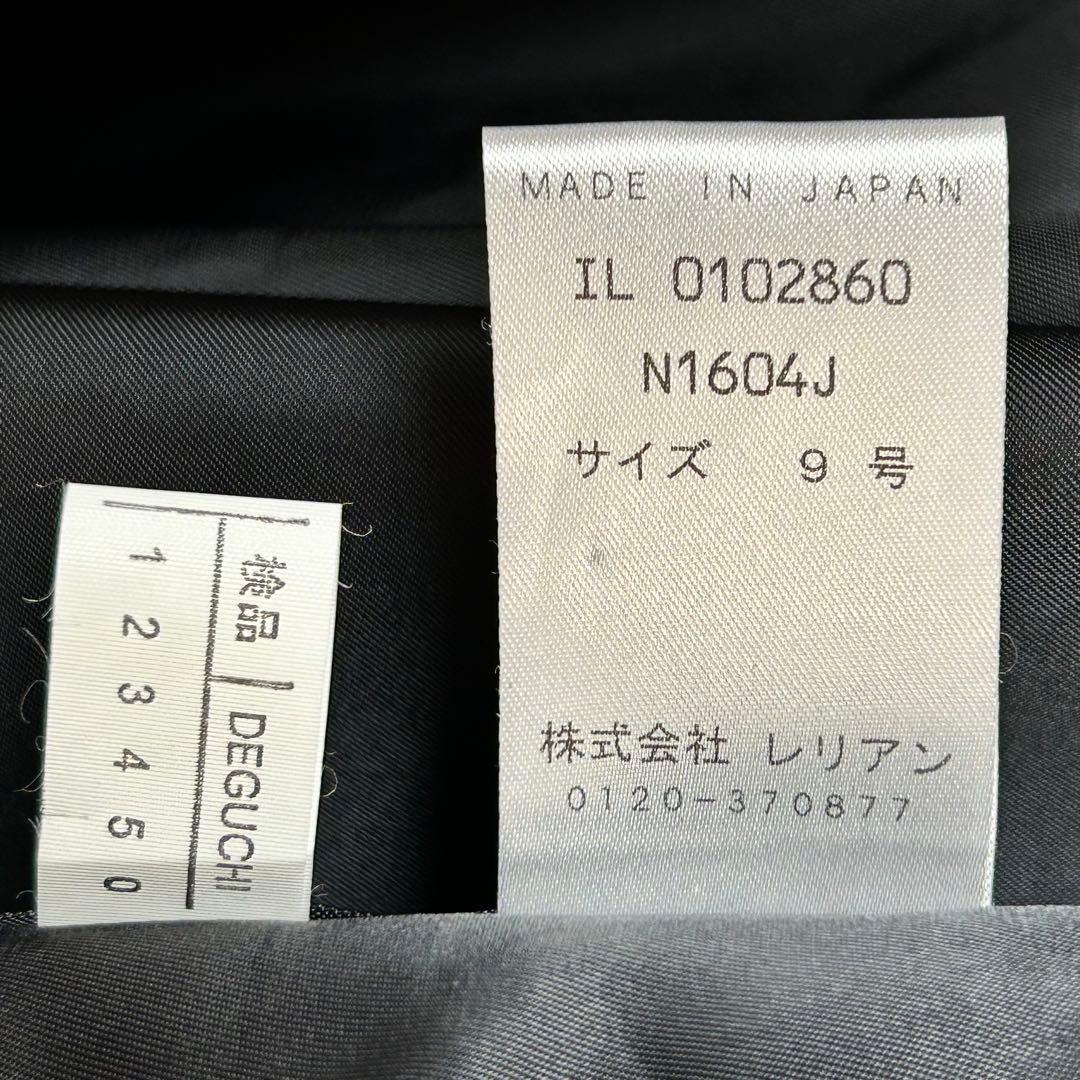 MADE IN JAPAN
IL 0102860
N1604J
サイズ 9 号
株式会社 レリアン
0120-370877
検品 DEGUCHI
1 2 3 4 5 0